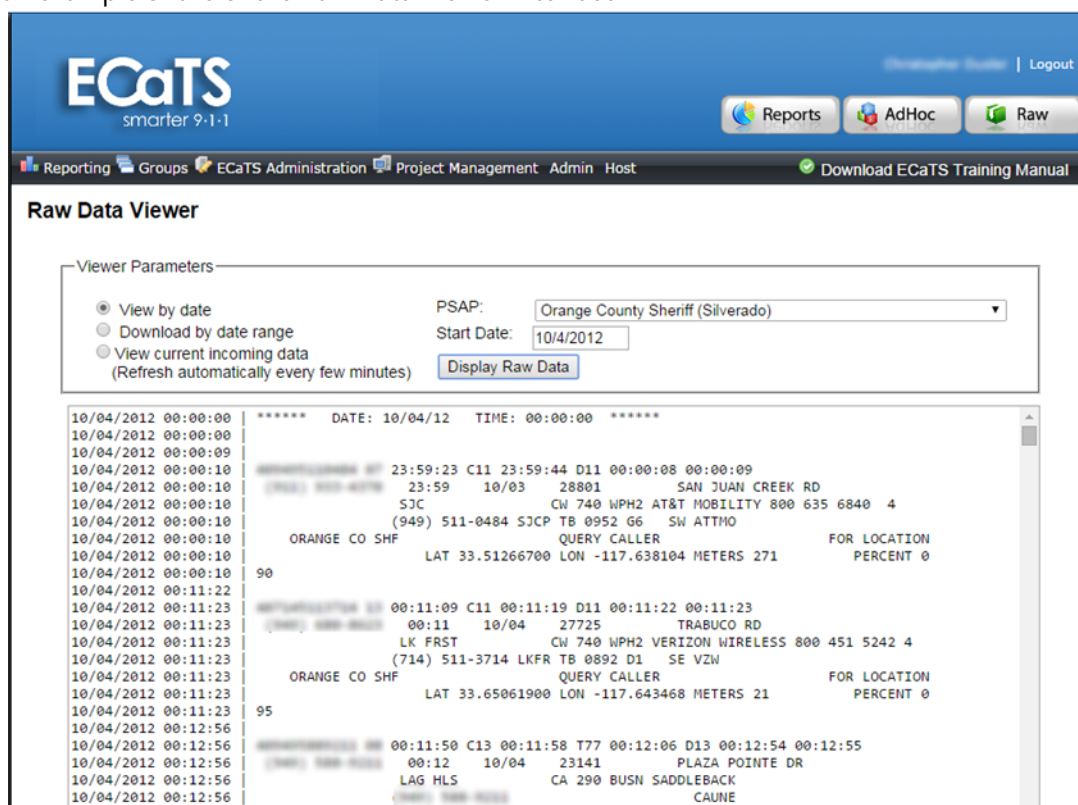 ECaTS
smarter 9·1·1
| Logout
Reports AdHoc Raw
Reporting Groups ECaTS Administration Project Management Admin Host Download ECaTS Training Manual
Raw Data Viewer
Viewer Parameters
View by date PSAP: Orange County Sheriff (Silverado)
Download by date range Start Date: 10/4/2012
View current incoming data
(Refresh automatically every few minutes) Display Raw Data
10/04/2012 00:00:00 | ****** DATE: 10/04/12 TIME: 00:00:00 ******
10/04/2012 00:00:00 |
10/04/2012 00:00:09 |
10/04/2012 00:00:10 | 23:59:23 C11 23:59:44 D11 00:00:08 00:00:09
10/04/2012 00:00:10 | 23:59 10/03 28801 SAN JUAN CREEK RD
10/04/2012 00:00:10 | SJC CW 740 WPH2 AT&T MOBILITY 800 635 6840 4
10/04/2012 00:00:10 | (949) 511-0484 SJCP TB 0952 G6 SW ATTMO
10/04/2012 00:00:10 | ORANGE CO SHF QUERY CALLER FOR LOCATION
10/04/2012 00:00:10 | LAT 33.51266700 LON -117.638104 METERS 271 PERCENT 0
10/04/2012 00:00:10 | 90
10/04/2012 00:11:22 |
10/04/2012 00:11:23 | 00:11:09 C11 00:11:19 D11 00:11:22 00:11:23
10/04/2012 00:11:23 | 00:11 10/04 27725 TRABUCO RD
10/04/2012 00:11:23 | LK FRST CW 740 WPH2 VERIZON WIRELESS 800 451 5242 4
10/04/2012 00:11:23 | (714) 511-3714 LKFR TB 0892 D1 SE VZW
10/04/2012 00:11:23 | ORANGE CO SHF QUERY CALLER FOR LOCATION
10/04/2012 00:11:23 | LAT 33.65061900 LON -117.643468 METERS 21 PERCENT 0
10/04/2012 00:11:23 | 95
10/04/2012 00:12:56 |
10/04/2012 00:12:56 | 00:11:50 C13 00:11:58 T77 00:12:06 D13 00:12:54 00:12:55
10/04/2012 00:12:56 | 00:12 10/04 23141 PLAZA POINTE DR
10/04/2012 00:12:56 | LAG HLS CA 290 BUSN SADDLEBACK
10/04/2012 00:12:56 | CAUNE